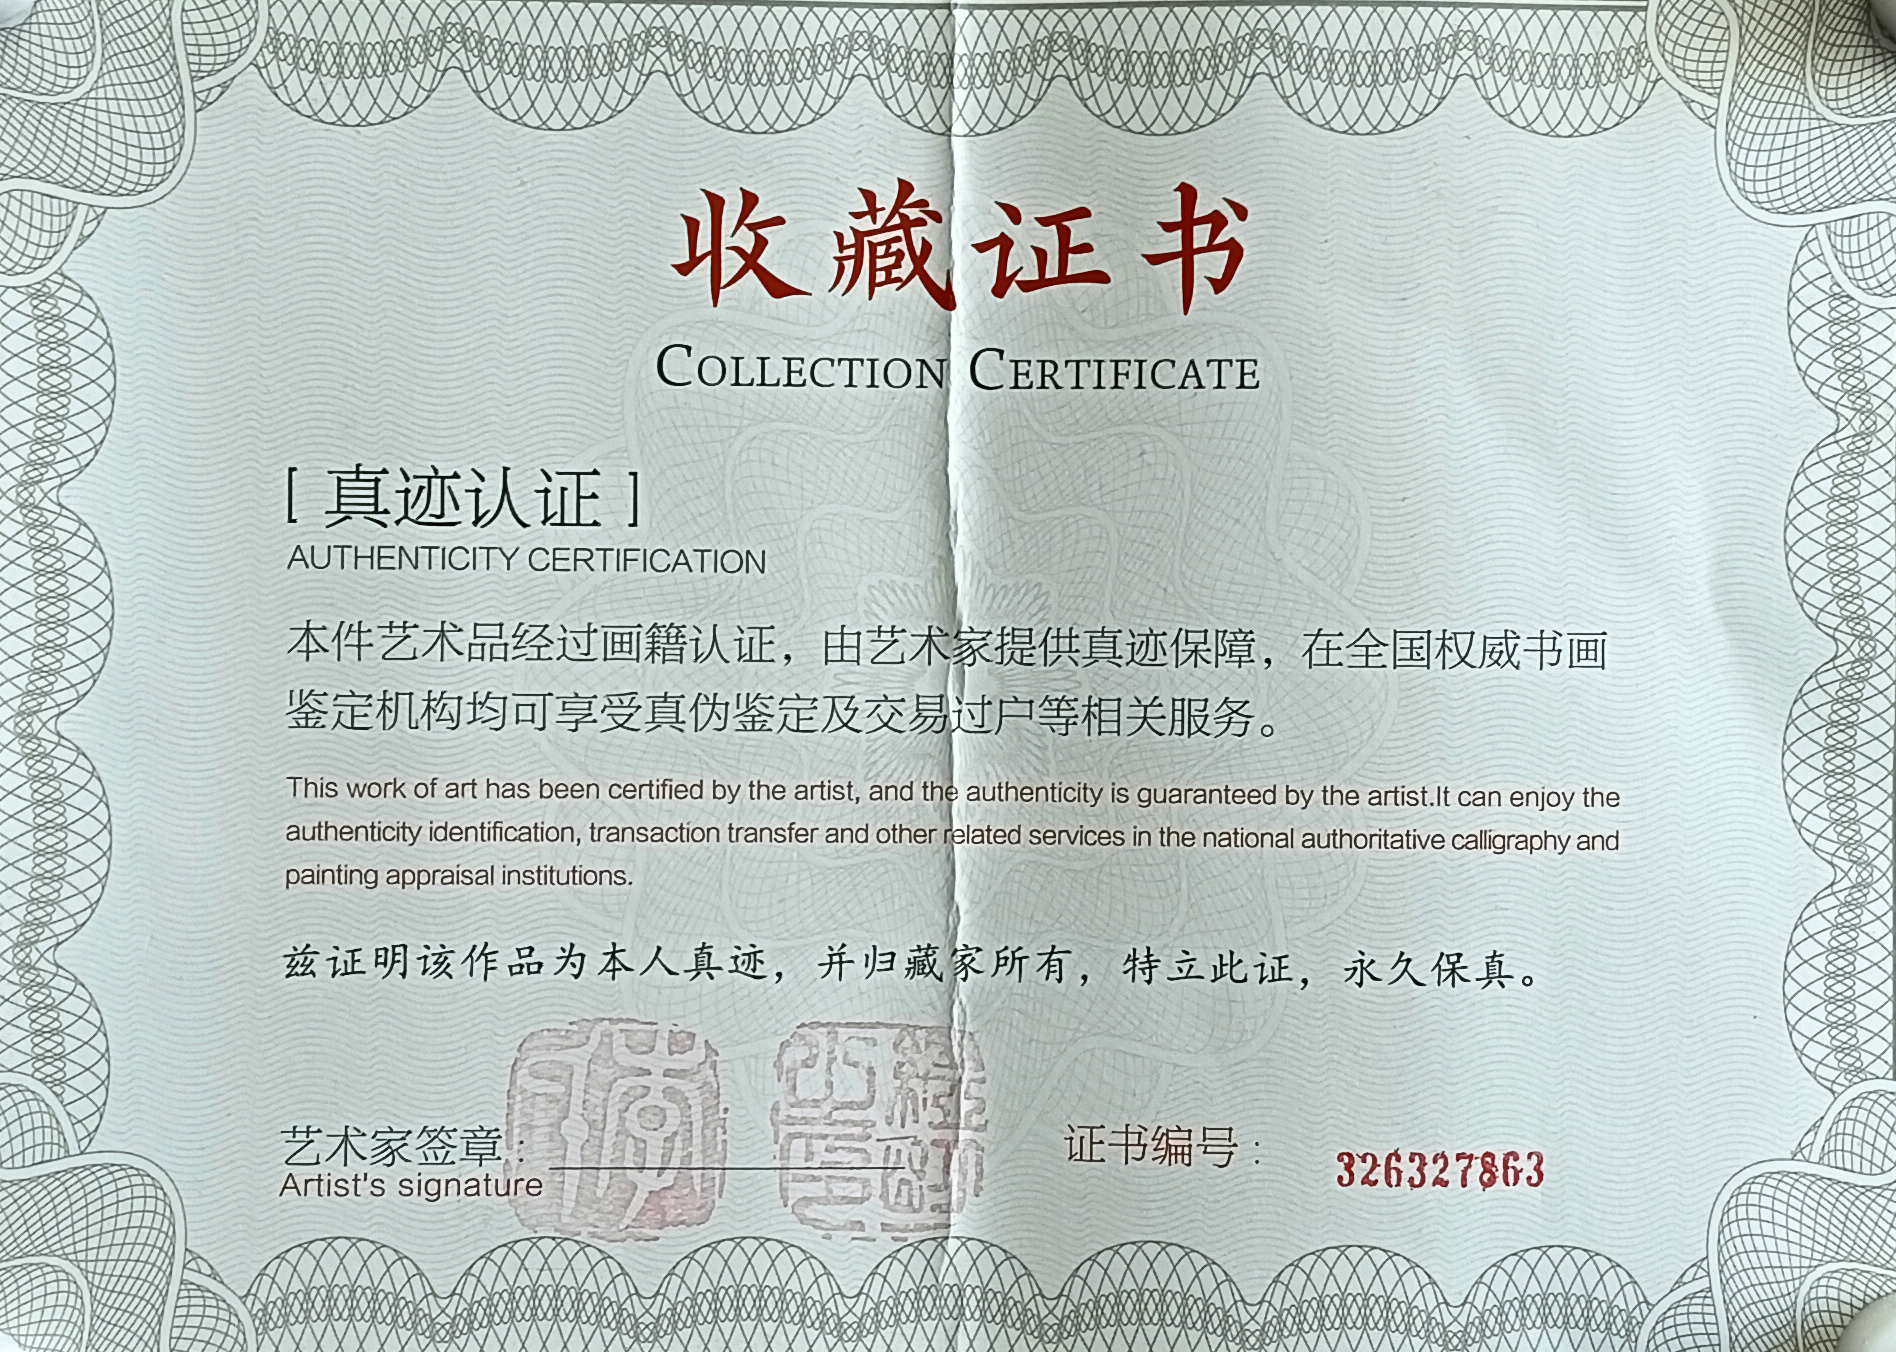 收藏证书
COLLECTION CERTIFICATE
[ 真迹认证 ]
AUTHENTICITY CERTIFICATION
本件艺术品经过画籍认证，由艺术家提供真迹保障，在全国权威书画
鉴定机构均可享受真伪鉴定及交易过户等相关服务。
This work of art has been certified by the artist, and the authenticity is guaranteed by the artist.It can enjoy the
authenticity identification, transaction transfer and other related services in the national authoritative calligraphy and
painting appraisal institutions.
兹证明该作品为本人真迹，并归藏家所有，特立此证，永久保真。
艺术家签章：
Artist's signature
证书编号：
326327863